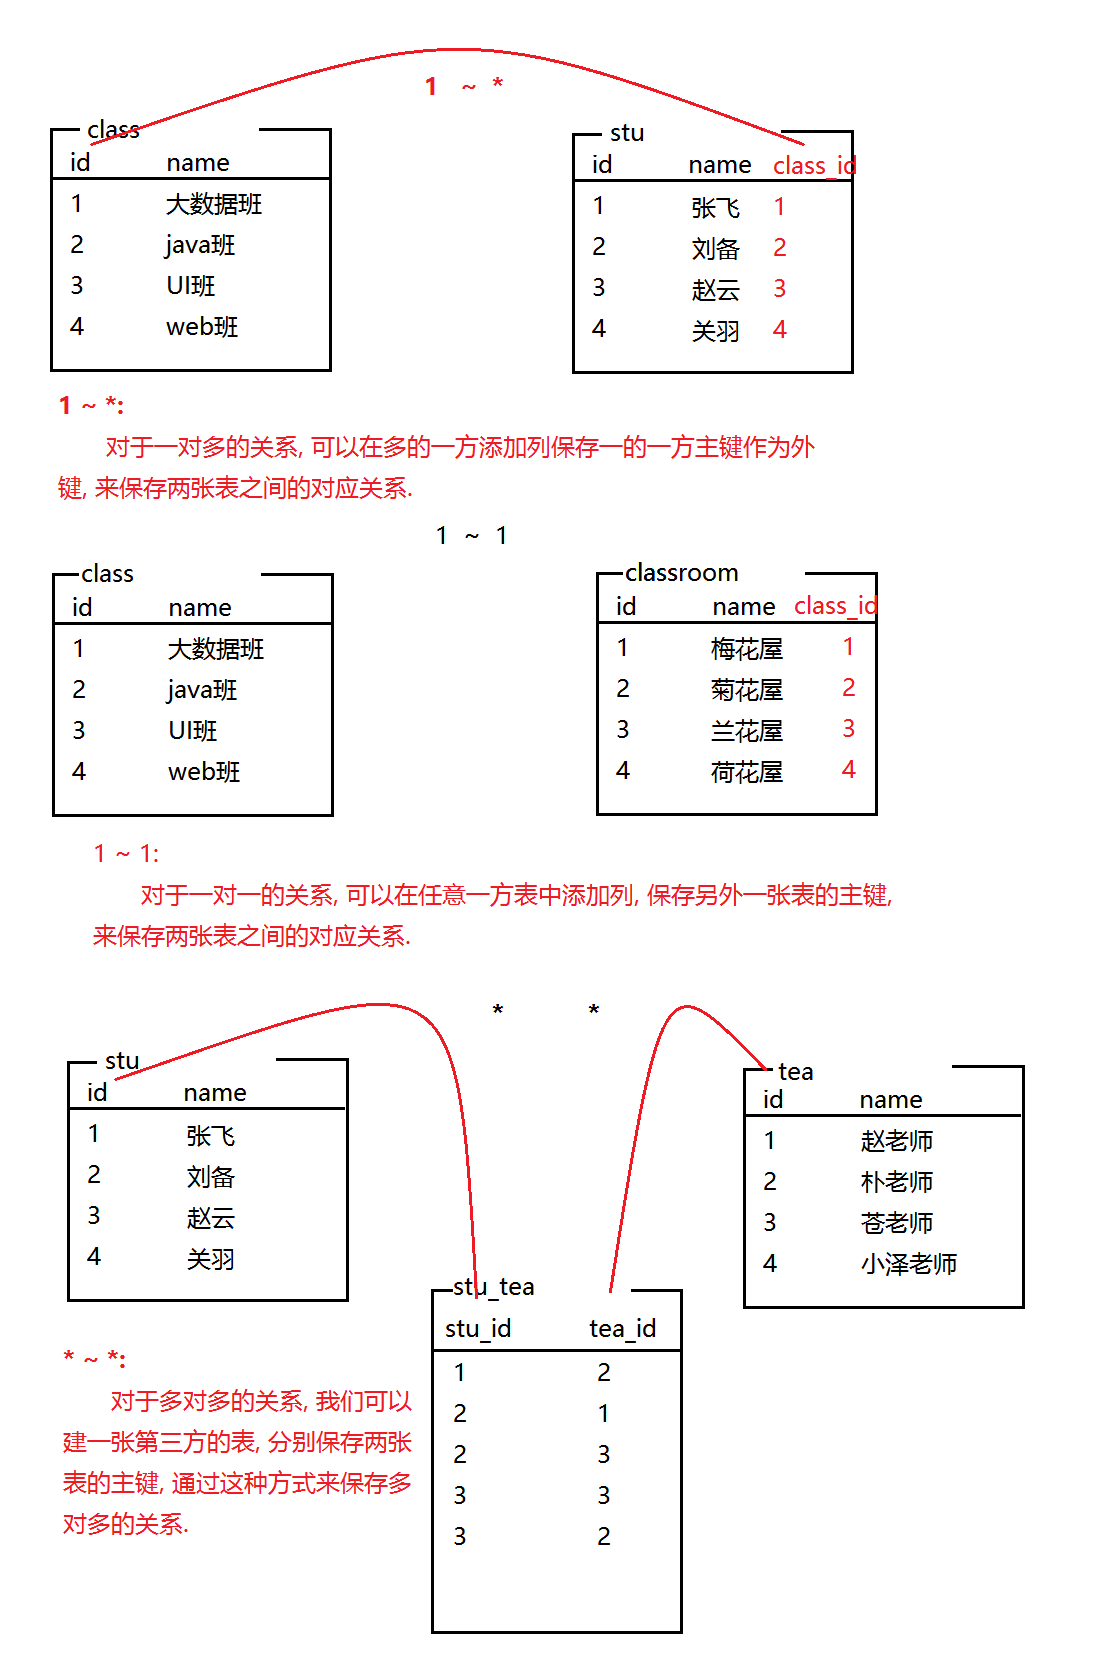 1 ~ *
class
id name
1 大数据班
2 java班
3 UI班
4 web班
stu
id name class_id
1 张飞 1
2 刘备 2
3 赵云 3
4 关羽 4
1 ~ *:
对于一对多的关系, 可以在多的一方添加列保存一的一方主键作为外
键, 来保存两张表之间的对应关系.
1 ~ 1
class
id name
1 大数据班
2 java班
3 UI班
4 web班
classroom
id name class_id
1 梅花屋 1
2 菊花屋 2
3 兰花屋 3
4 荷花屋 4
1 ~ 1:
对于一对一的关系, 可以在任意一方表中添加列, 保存另外一张表的主键,
来保存两张表之间的对应关系.
* *
stu
id name
1 张飞
2 刘备
3 赵云
4 关羽
tea
id name
1 赵老师
2 朴老师
3 苍老师
4 小泽老师
stu_tea
stu_id tea_id
1 2
2 1
2 3
3 3
3 2
* ~ *:
对于多对多的关系, 我们可以
建一张第三方的表, 分别保存两张
表的主键, 通过这种方式来保存多
对多的关系.